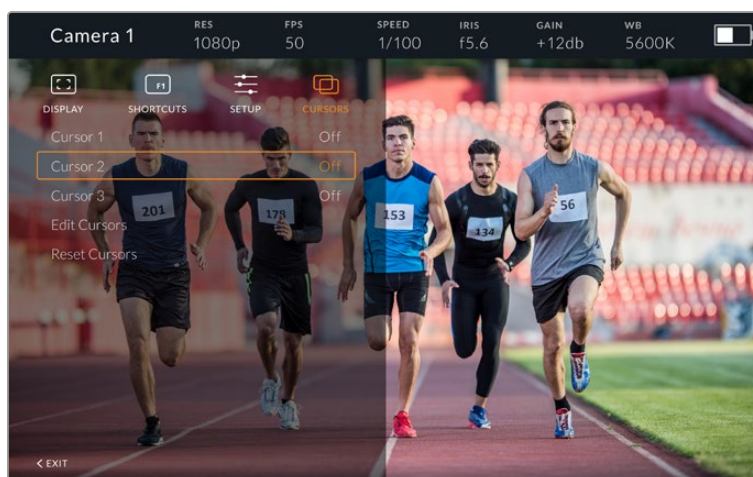 Camera 1
RES FPS SPEED IRIS GAIN WB
1080p 50 1/100 f5.6 +12db 5600K
F1
DISPLAY SHORTCUTS SETUP CURSORS
Cursor 1 Off
Cursor 2 Off
Cursor 3 Off
Edit Cursors
Reset Cursors
201
178
153
134
56
< EXIT